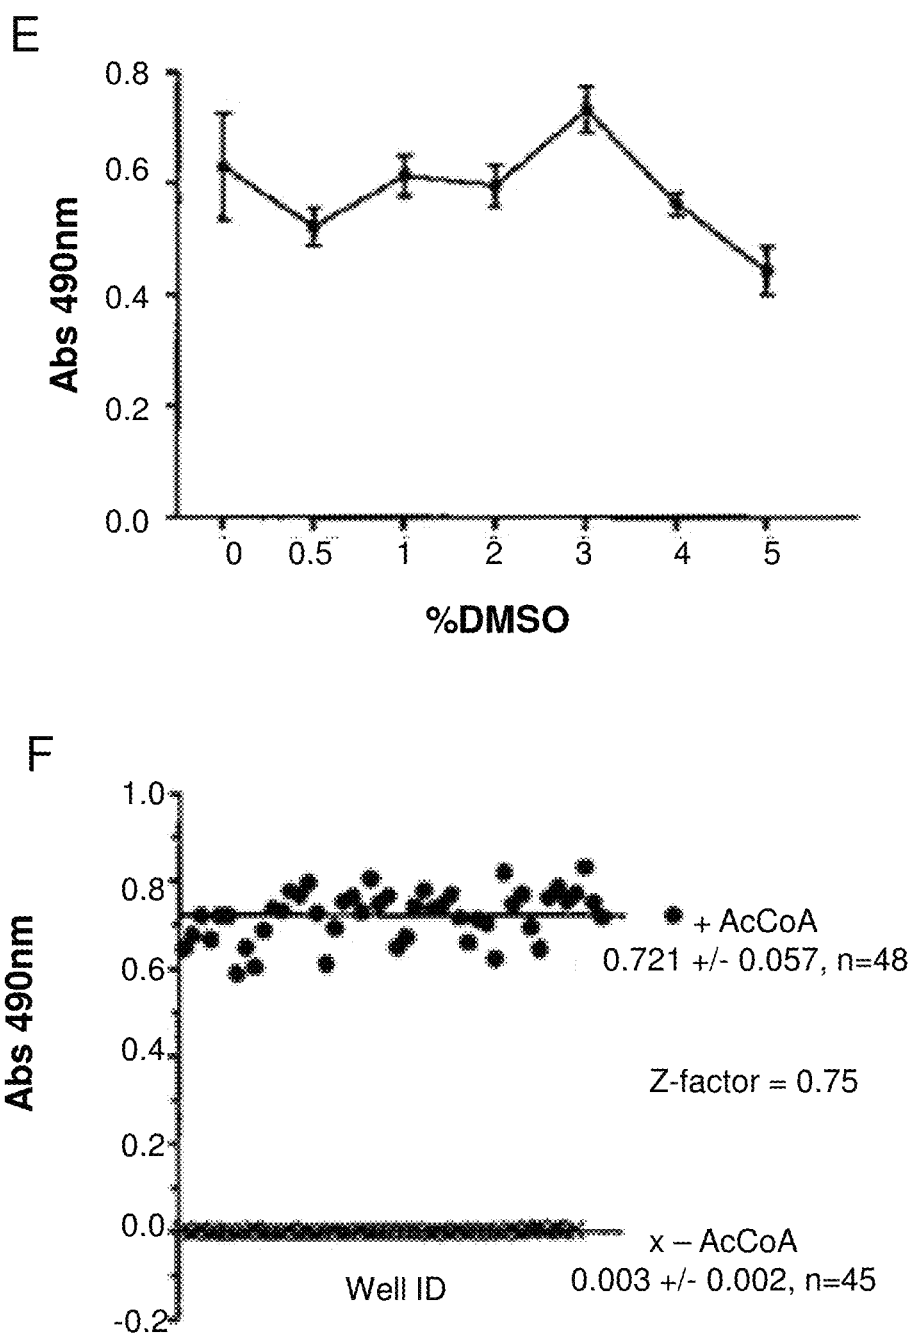 E
0.8
0.6
0.4
0.2
0.0
Abs 490nm
0 0.5 1 2 3 4 5
%DMSO
F
1.0
0.8
0.6
0.4
0.2
0.0
-0.2
Abs 490nm
+ AcCoA
0.721 +/- 0.057, n=48
Z-factor = 0.75
x – AcCoA
0.003 +/- 0.002, n=45
Well ID